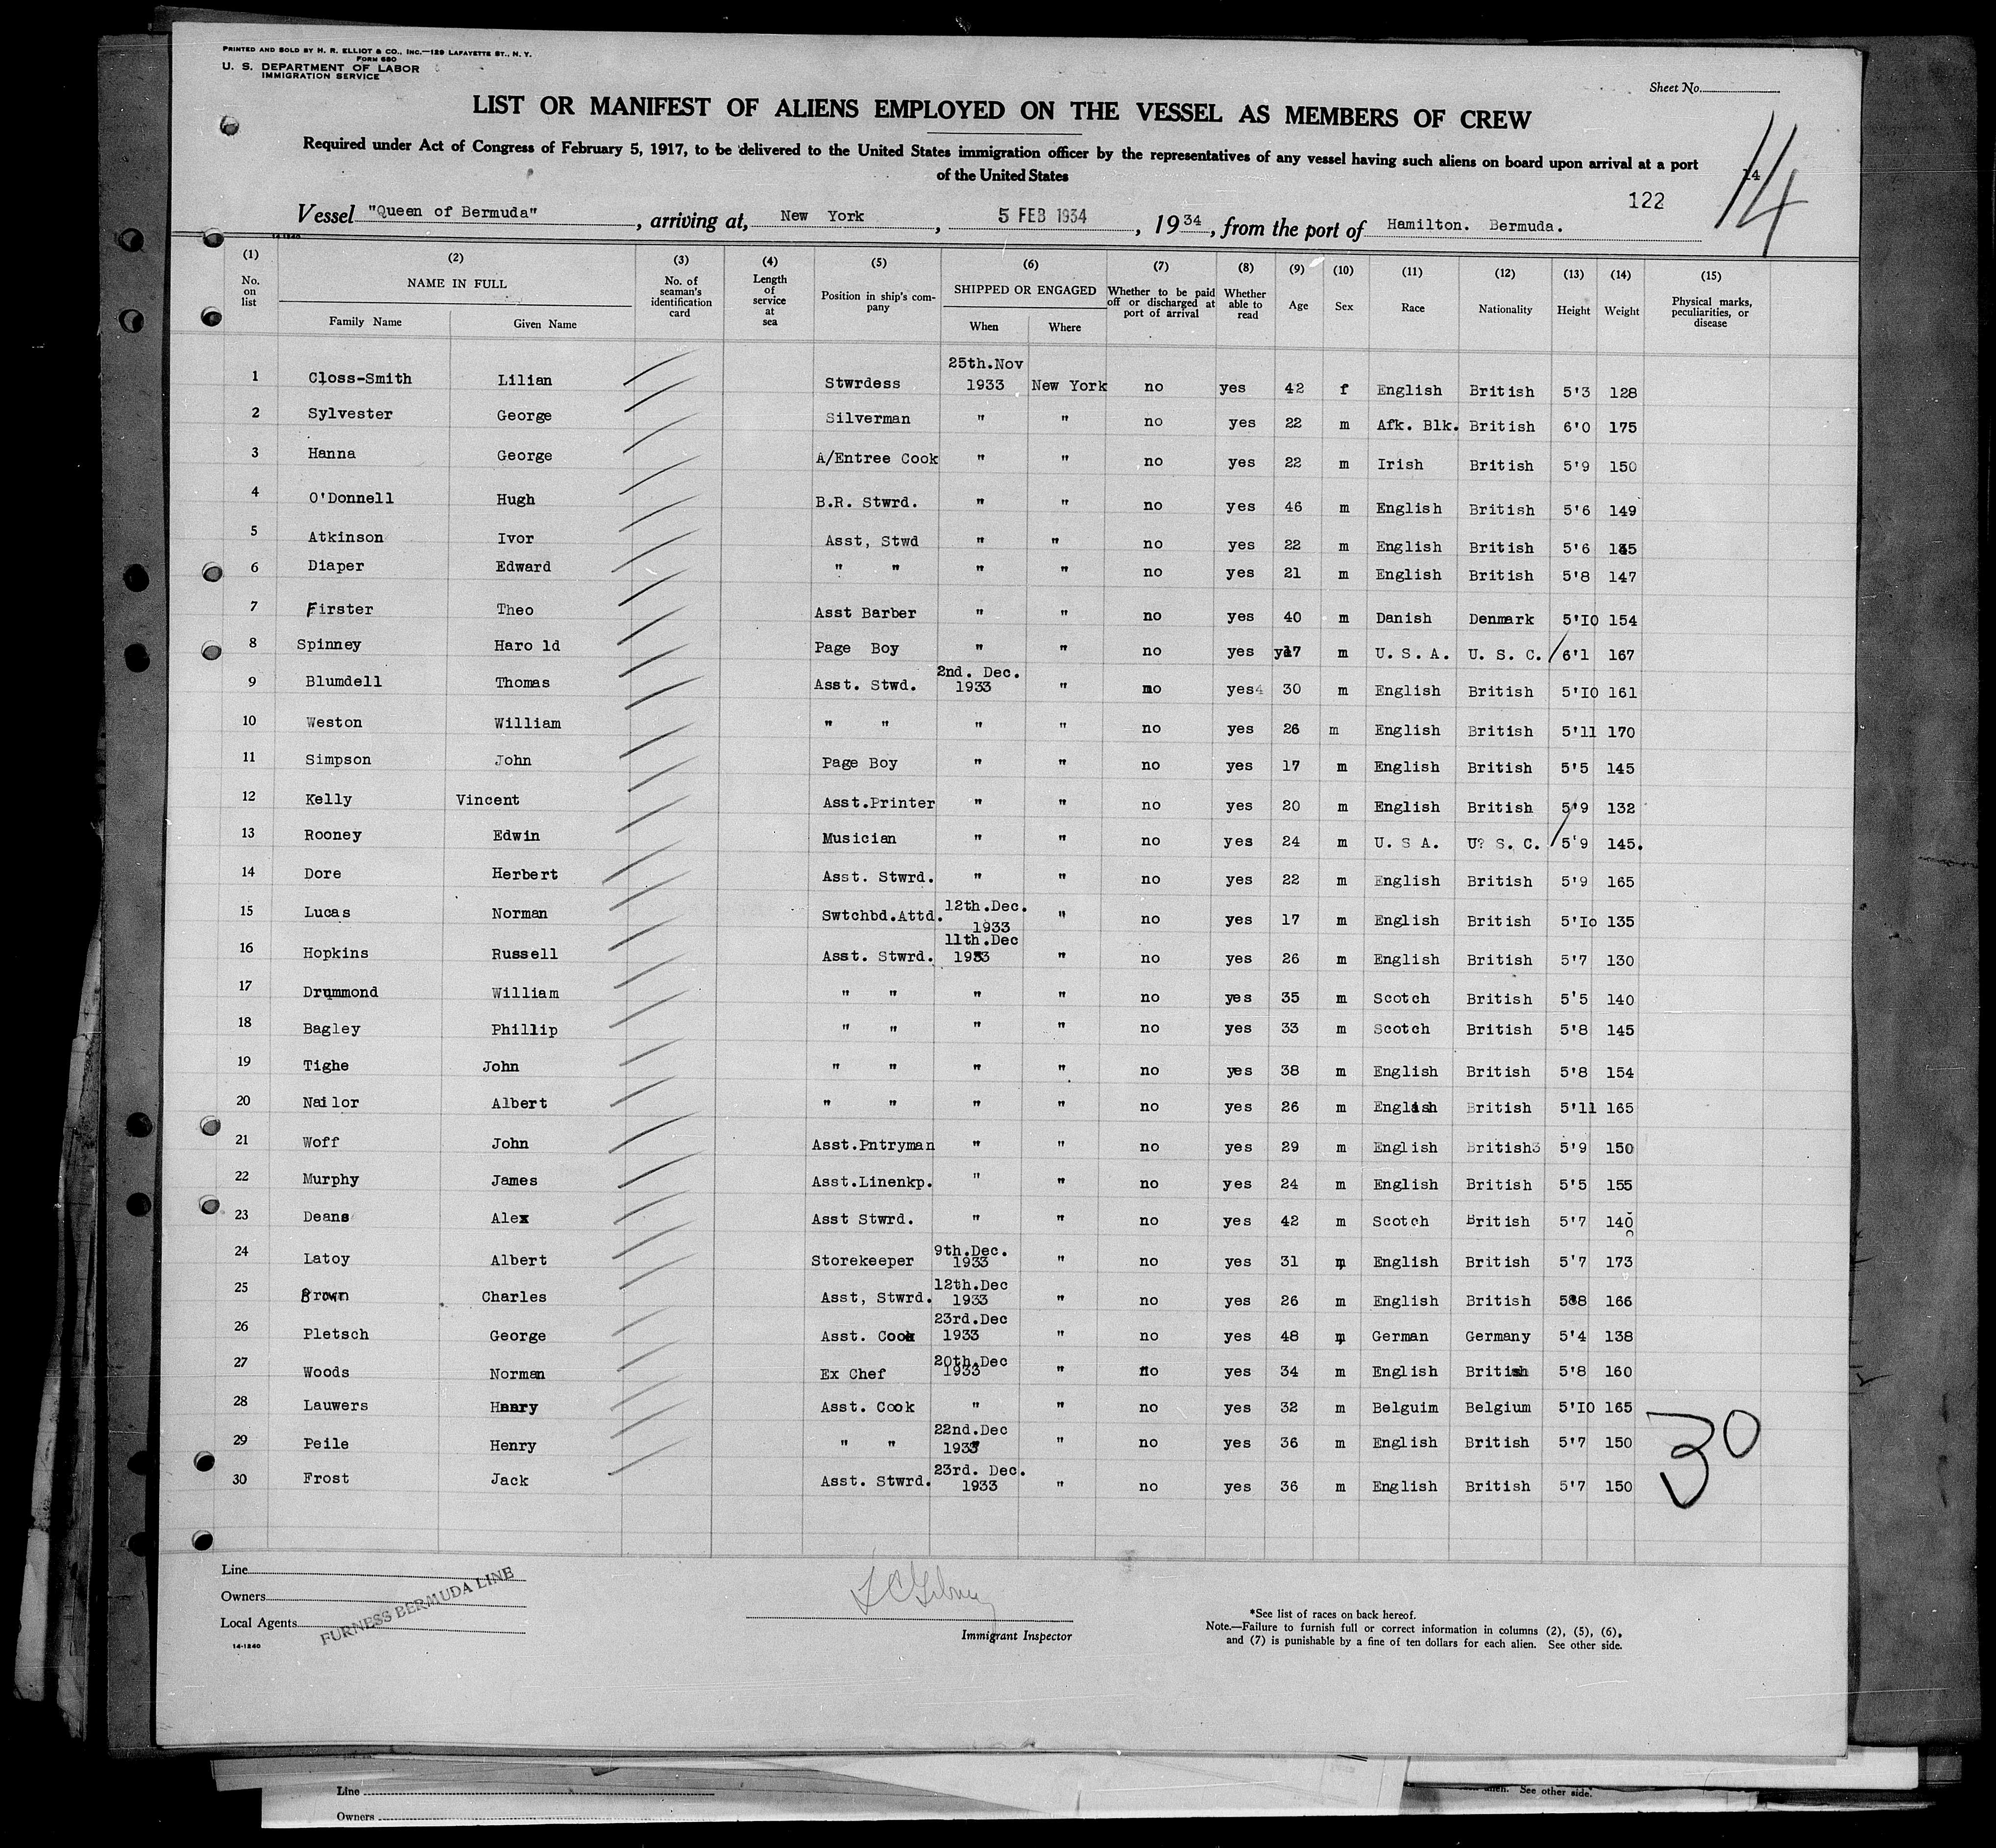 PRINTED AND SOLD BY H. R. ELLIOT & CO., INC.—129 LAFAYETTE ST., N. Y.
FORM 680
U. S. DEPARTMENT OF LABOR
IMMIGRATION SERVICE
Sheet No.
LIST OR MANIFEST OF ALIENS EMPLOYED ON THE VESSEL AS MEMBERS OF CREW
Required under Act of Congress of February 5, 1917, to be delivered to the United States immigration officer by the representatives of any vessel having such aliens on board upon arrival at a port
of the United States
14
14
122
Vessel "Queen of Bermuda", arriving at, New York, 5 FEB 1934, 1934, from the port of Hamilton. Bermuda.
14-1240
(1) (2) (3) (4) (5) (6) (7) (8) (9) (10) (11) (12) (13) (14) (15)
No. on list NAME IN FULL Family Name Given Name No. of seaman's identification card Length of service at sea Position in ship's company SHIPPED OR ENGAGED When Where Whether to be paid off or discharged at port of arrival Whether able to read Age Sex Race Nationality Height Weight Physical marks, peculiarities, or disease
1 Closs-Smith Lilian Stwrdess 25th.Nov 1933 New York no yes 42 f English British 5'3 128
2 Sylvester George Silverman " " no yes 22 m Afk. Blk. British 6'0 175
3 Hanna George A/Entree Cook " " no yes 22 m Irish British 5'9 150
4 O'Donnell Hugh B.R. Stwrd. " " no yes 46 m English British 5'6 149
5 Atkinson Ivor Asst, Stwd " " no yes 22 m English British 5'6
6 Diaper Edward " " " " no yes 21 m English British 5'8 147
7 Firster Theo Asst Barber " " no yes 40 m Danish Denmark 5'10 154
8 Spinney Haro ld Page Boy " " no yes 17 m U. S. A. U. S. C. 6'1 167
9 Blumdell Thomas Asst. Stwd. 2nd. Dec. 1933 " no yes4 30 m English British 5'10 161
10 Weston William " " " " no yes 26 m English British 5'11 170
11 Simpson John Page Boy " " no yes 17 m English British 5'5 145
12 Kelly Vincent Asst.Printer " " no yes 20 m English British 5'9 132
13 Rooney Edwin Musician " " no yes 24 m U. S A. U? S. C. 5'9 145.
14 Dore Herbert Asst. Stwrd. " " no yes 22 m English British 5'9 165
15 Lucas Norman Swtchbd.Attd. 12th.Dec. 1933 " no yes 17 m English British 5'10 135
16 Hopkins Russell Asst. Stwrd. 11th.Dec 1933 " no yes 26 m English British 5'7 130
17 Drummond William " " " " no yes 35 m Scotch British 5'5 140
18 Bagley Phillip " " " " no yes 33 m Scotch British 5'8 145
19 Tighe John " " " " no yes 38 m English British 5'8 154
20 Nailor Albert " " " " no yes 26 m English British 5'11 165
21 Woff John Asst.Pntryman " " no yes 29 m English British3 5'9 150
22 Murphy James Asst.Linenkp. " " no yes 24 m English British 5'5 155
23 Deans Alex Asst Stwrd. " " no yes 42 m Scotch British 5'7 140
24 Latoy Albert Storekeeper 9th.Dec. 1933 " no yes 31 m English British 5'7 173
25 Brown Charles Asst, Stwrd. 12th.Dec 1933 " no yes 26 m English British 588 166
26 Pletsch George Asst. Cook 23rd.Dec 1933 " no yes 48 m German Germany 5'4 138
27 Woods Norman Ex Chef 20th.Dec 1933 " no yes 34 m English British 5'8 160
28 Lauwers Henry Asst. Cook " " no yes 32 m Belguim Belgium 5'10 165
29 Peile Henry " " 22nd.Dec 1933 " no yes 36 m English British 5'7 150
30 Frost Jack Asst. Stwrd. 23rd. Dec. 1933 " no yes 36 m English British 5'7 150
30
Line
Owners
Local Agents
FURNESS BERMUDA LINE
14-1240
Immigrant Inspector
*See list of races on back hereof.
Note.—Failure to furnish full or correct information in columns (2), (5), (6),
and (7) is punishable by a fine of ten dollars for each alien. See other side.
Line
Owners
alien. See other side.